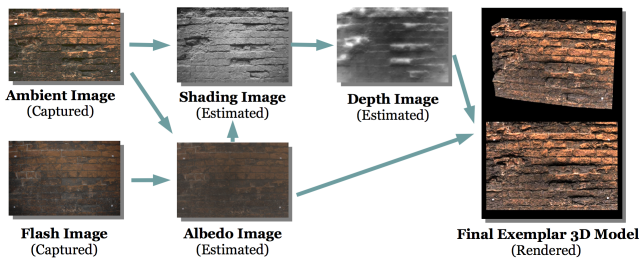 Ambient Image
(Captured)
Shading Image
(Estimated)
Depth Image
(Estimated)
Flash Image
(Captured)
Albedo Image
(Estimated)
Final Exemplar 3D Model
(Rendered)